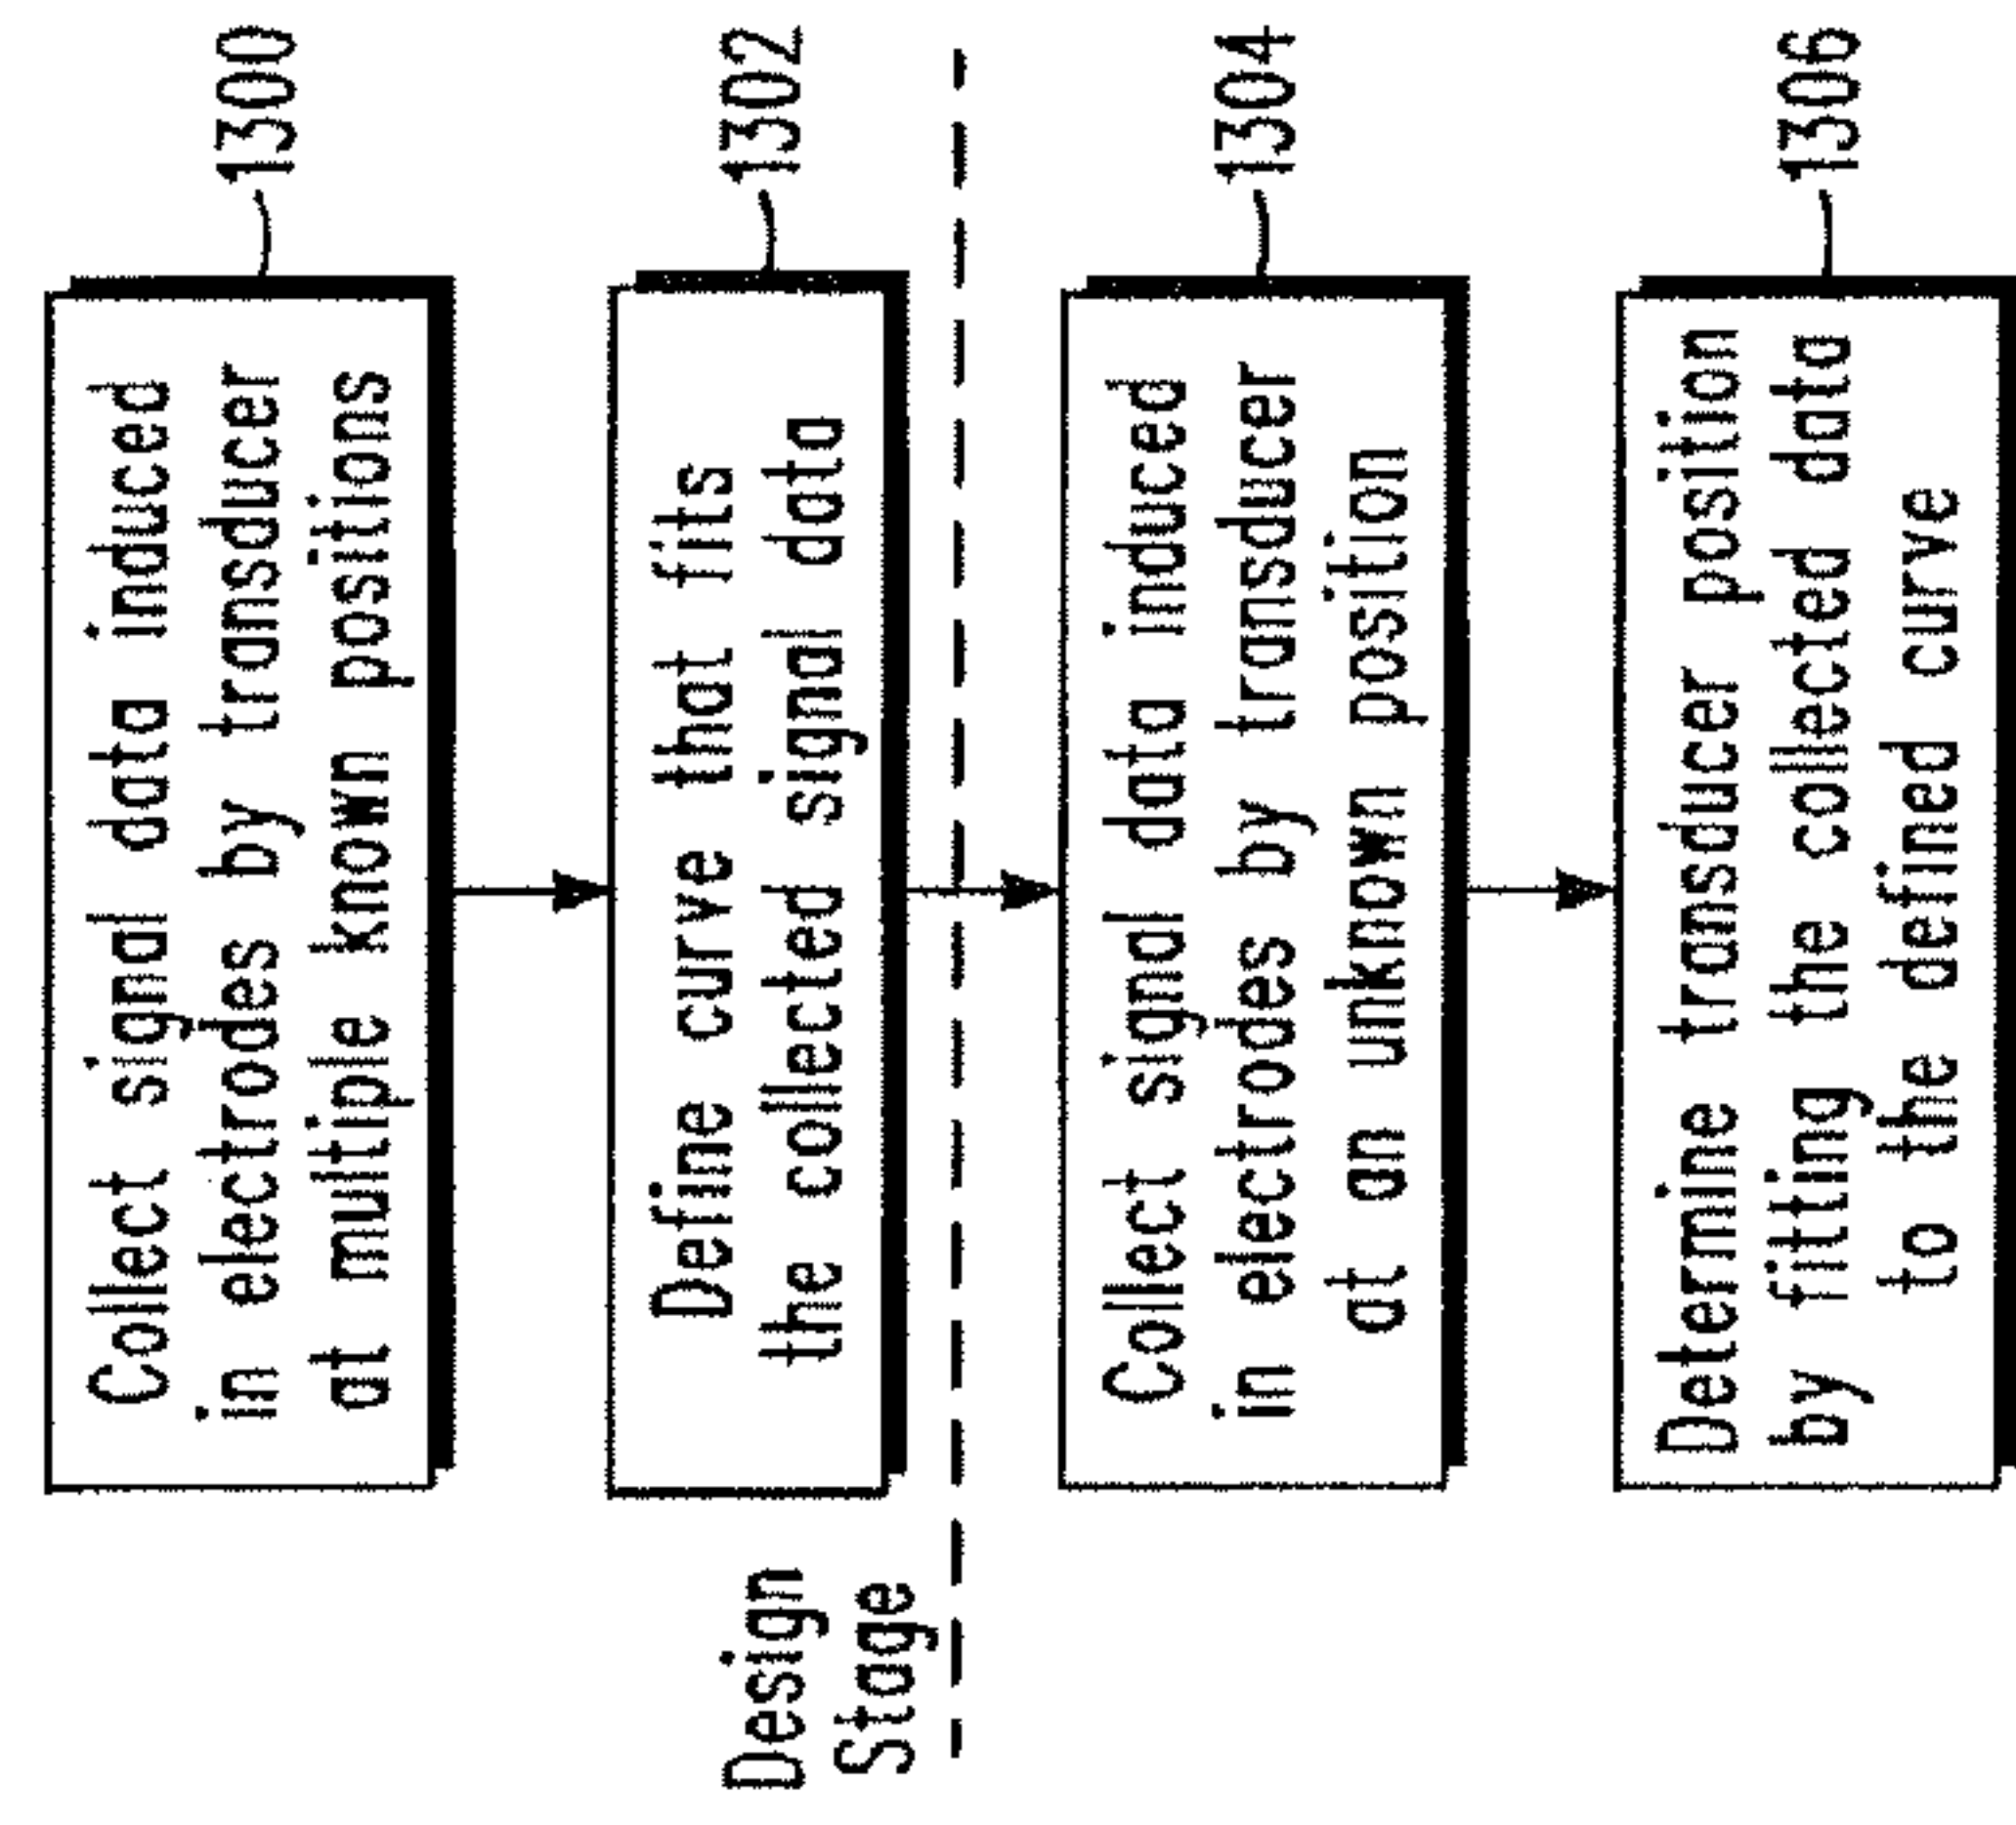 Collect signal data induced
in electrodes by transducer
at multiple known positions
1300
Define curve that fits
the collected signal data
1302
Design
Stage
Collect signal data induced
in electrodes by transducer
at an unknown position
1304
Determine transducer position
by fitting the collected data
to the defined curve
1306